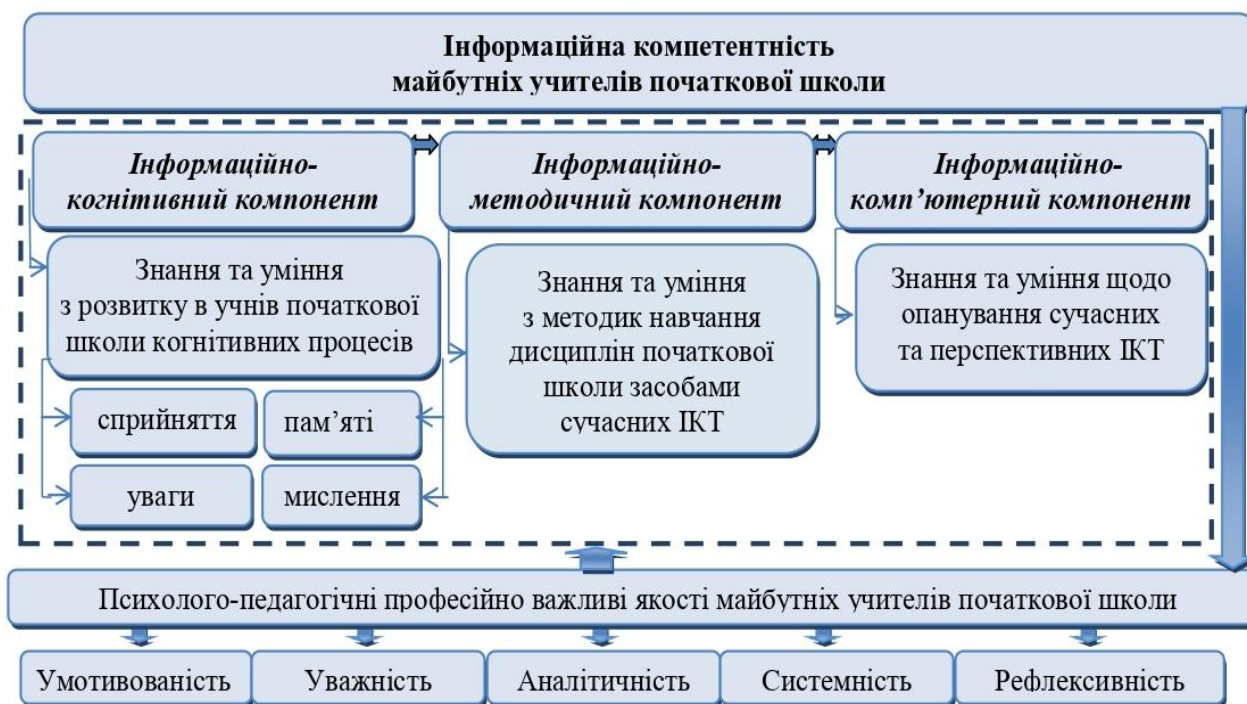 Інформаційна компетентність
майбутніх учителів початкової школи
Інформаційно-
когнітивний компонент
Інформаційно-
методичний компонент
Інформаційно-
комп’ютерний компонент
Знання та уміння
з розвитку в учнів початкової
школи когнітивних процесів
Знання та уміння
з методик навчання
дисциплін початкової
школи засобами
сучасних ІКТ
Знання та уміння щодо
опанування сучасних
та перспективних ІКТ
сприйняття
пам’яті
уваги
мислення
Психолого-педагогічні професійно важливі якості майбутніх учителів початкової школи
Умотивованість
Уважність
Аналітичність
Системність
Рефлексивність